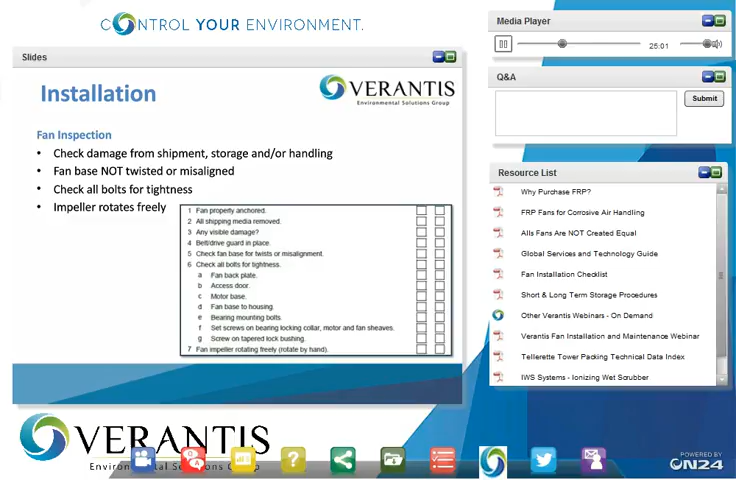 CONTROL YOUR ENVIRONMENT.
Slides
Installation
VERANTIS
Environmental Solutions Group
Fan Inspection
• Check damage from shipment, storage and/or handling
• Fan base NOT twisted or misaligned
• Check all bolts for tightness
• Impeller rotates freely
1 Fan properly anchored.
2 All shipping media removed.
3 Any visible damage?
4 Belt/drive guard in place.
5 Check fan base for twists or misalignment.
6 Check all bolts for tightness.
a Fan back plate.
b Access door.
c Motor base.
d Fan base to housing.
e Bearing mounting bolts.
f Set screws on bearing locking collar, motor and fan sheaves.
g Screw on tapered lock bushing.
7 Fan impeller rotating freely (rotate by hand).
VERANTIS
Environmental Solutions Group
Media Player
25:01
Q&A
Submit
Resource List
Why Purchase FRP?
FRP Fans for Corrosive Air Handling
Alls Fans are NOT Created Equal
Global Services and Technology Guide
Fan Installation Checklist
Short & Long Term Storage Procedures
Other Verantis Webinars - On Demand
Verantis Fan Installation and Maintenance Webinar
Tellerette Tower Packing Technical Data Index
IWS Systems - Ionizing Wet Scrubber
Q
A
?
POWERED BY
ON24